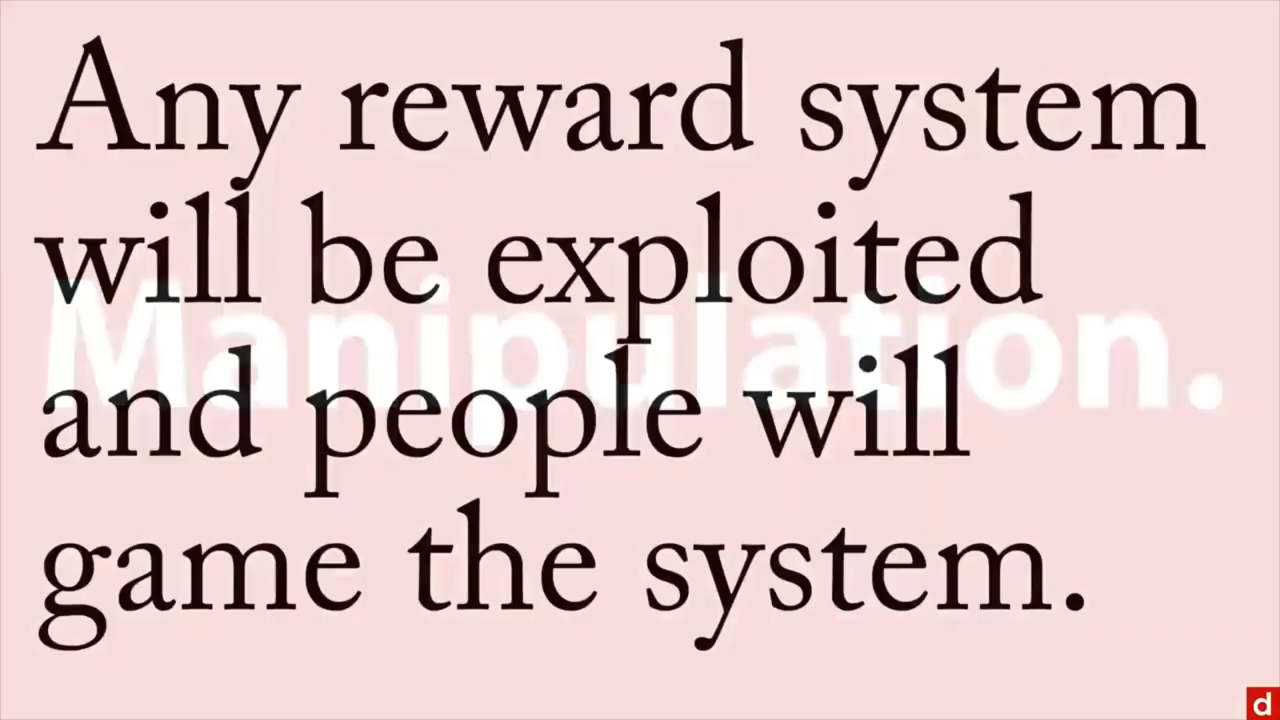 Any reward system
will be exploited
Manipulation.
and people will
game the system.
d